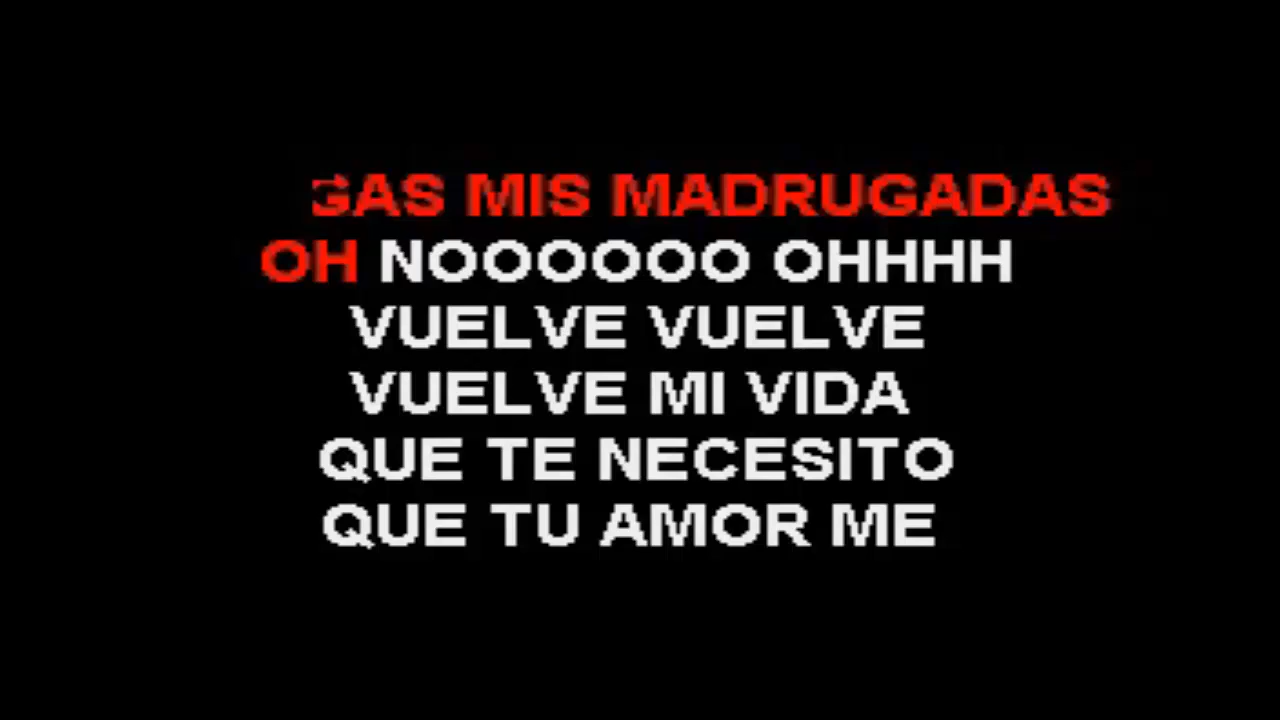 GAS MIS MADRUGADAS
OH NOOOOOO OHHHH
VUELVE VUELVE
VUELVE MI VIDA
QUE TE NECESITO
QUE TU AMOR ME